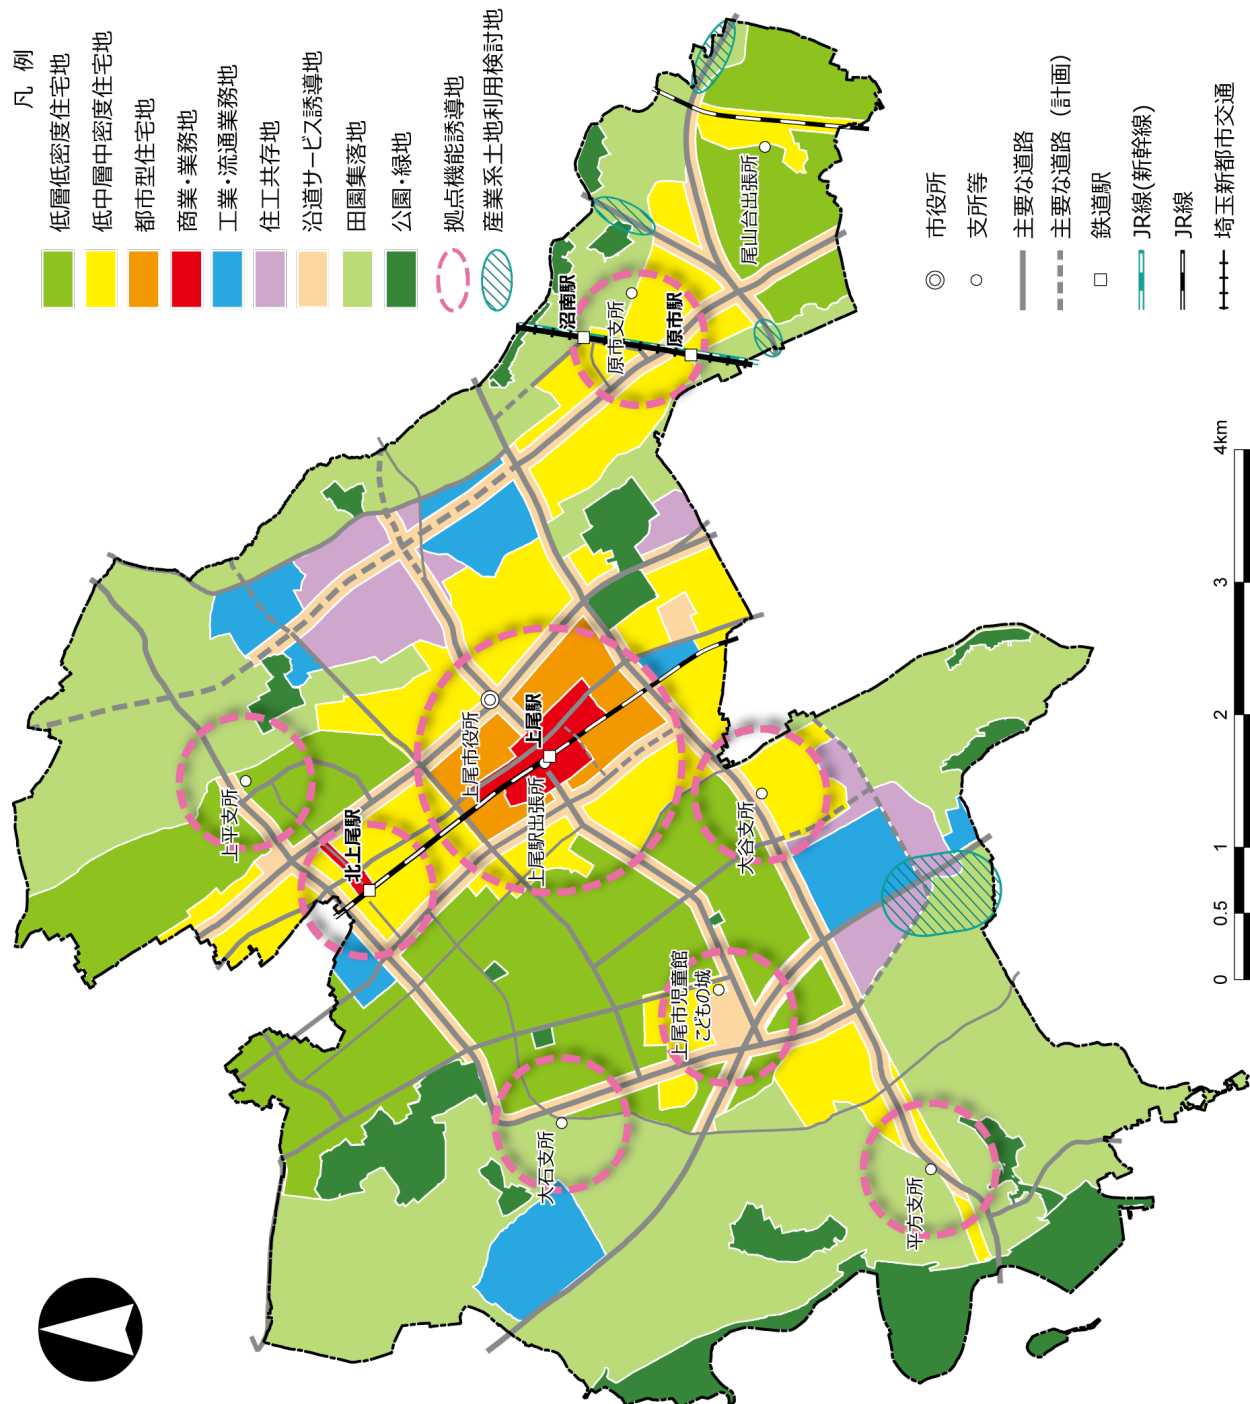 凡 例
低層低密度住宅地
低中層中密度住宅地
都市型住宅地
商業・業務地
工業・流通業務地
住工共存地
沿道サービス誘導地
田園集落地
公園・緑地
拠点機能誘導地
産業系土地利用検討地
市役所
支所等
主要な道路
主要な道路（計画）
鉄道駅
JR線(新幹線)
JR線
埼玉新都市交通
尾山台出張所
沼南駅
原市支所
原市駅
上尾市役所
上尾駅
上尾駅出張所
上平支所
北上尾駅
大谷支所
上尾市児童館
こどもの城
大石支所
平方支所
0
0.5
1
2
3
4km